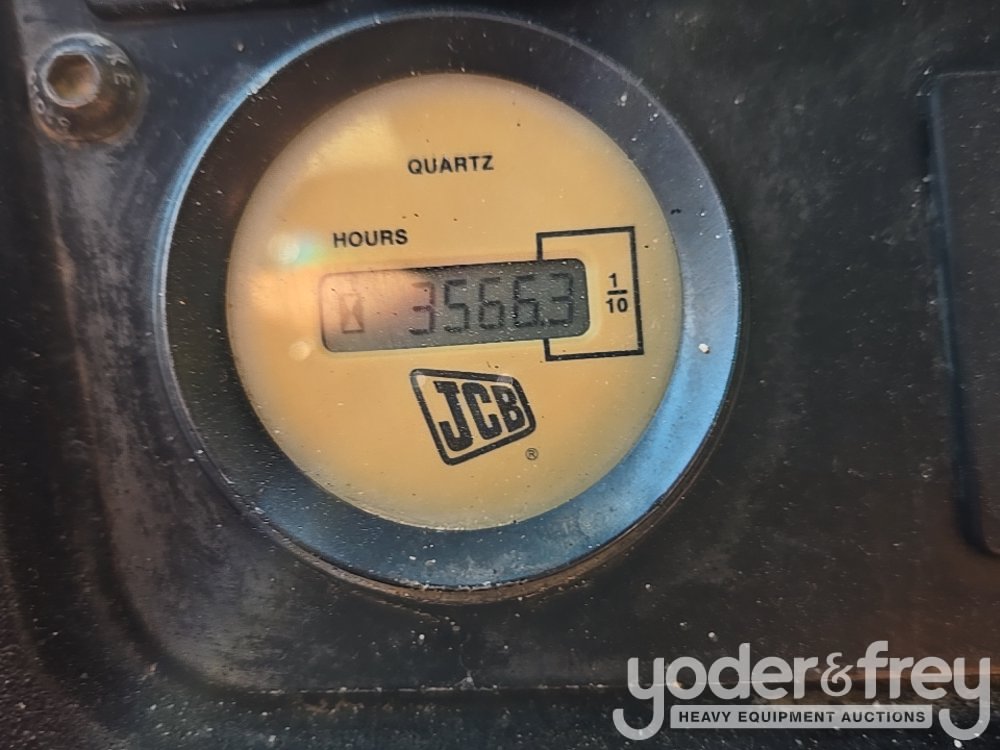 QUARTZ
HOURS
3566.3
1
10
JCB
®
yoder&frey
HEAVY EQUIPMENT AUCTIONS